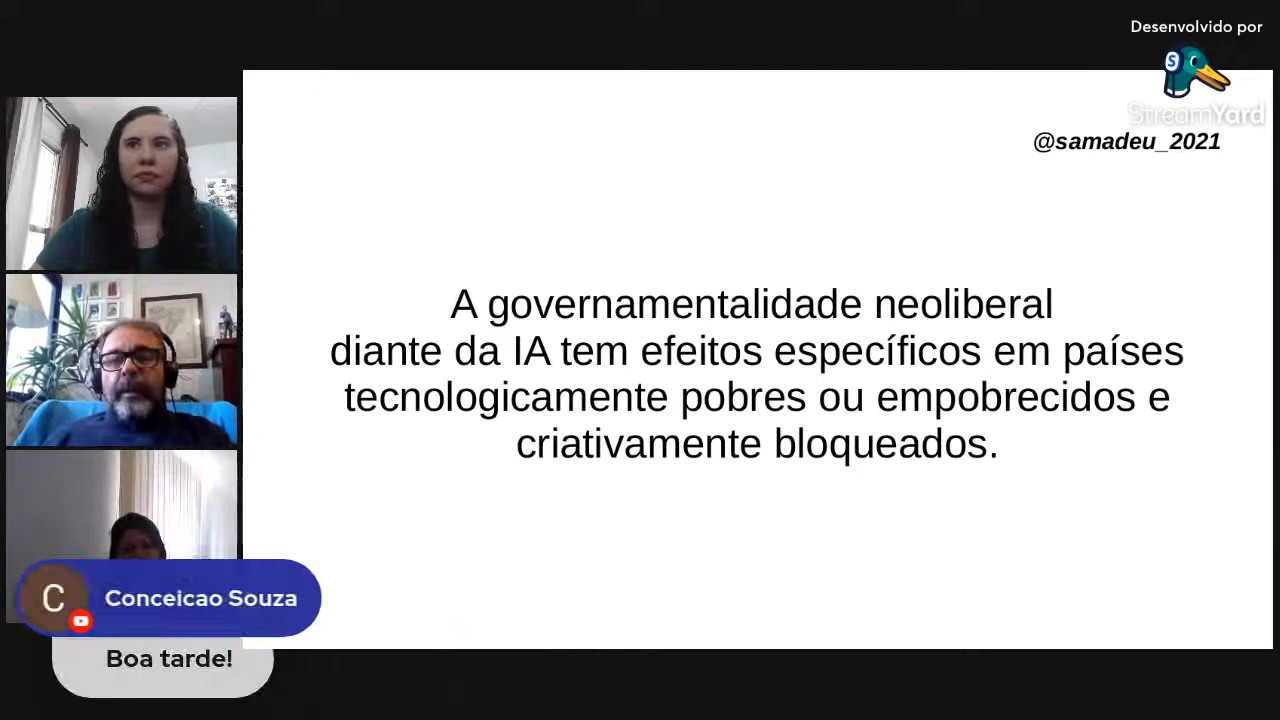 Desenvolvido por
StreamYard
@samadeu_2021
A governamentalidade neoliberal
diante da IA tem efeitos específicos em países
tecnologicamente pobres ou empobrecidos e
criativamente bloqueados.
C
Conceicao Souza
Boa tarde!